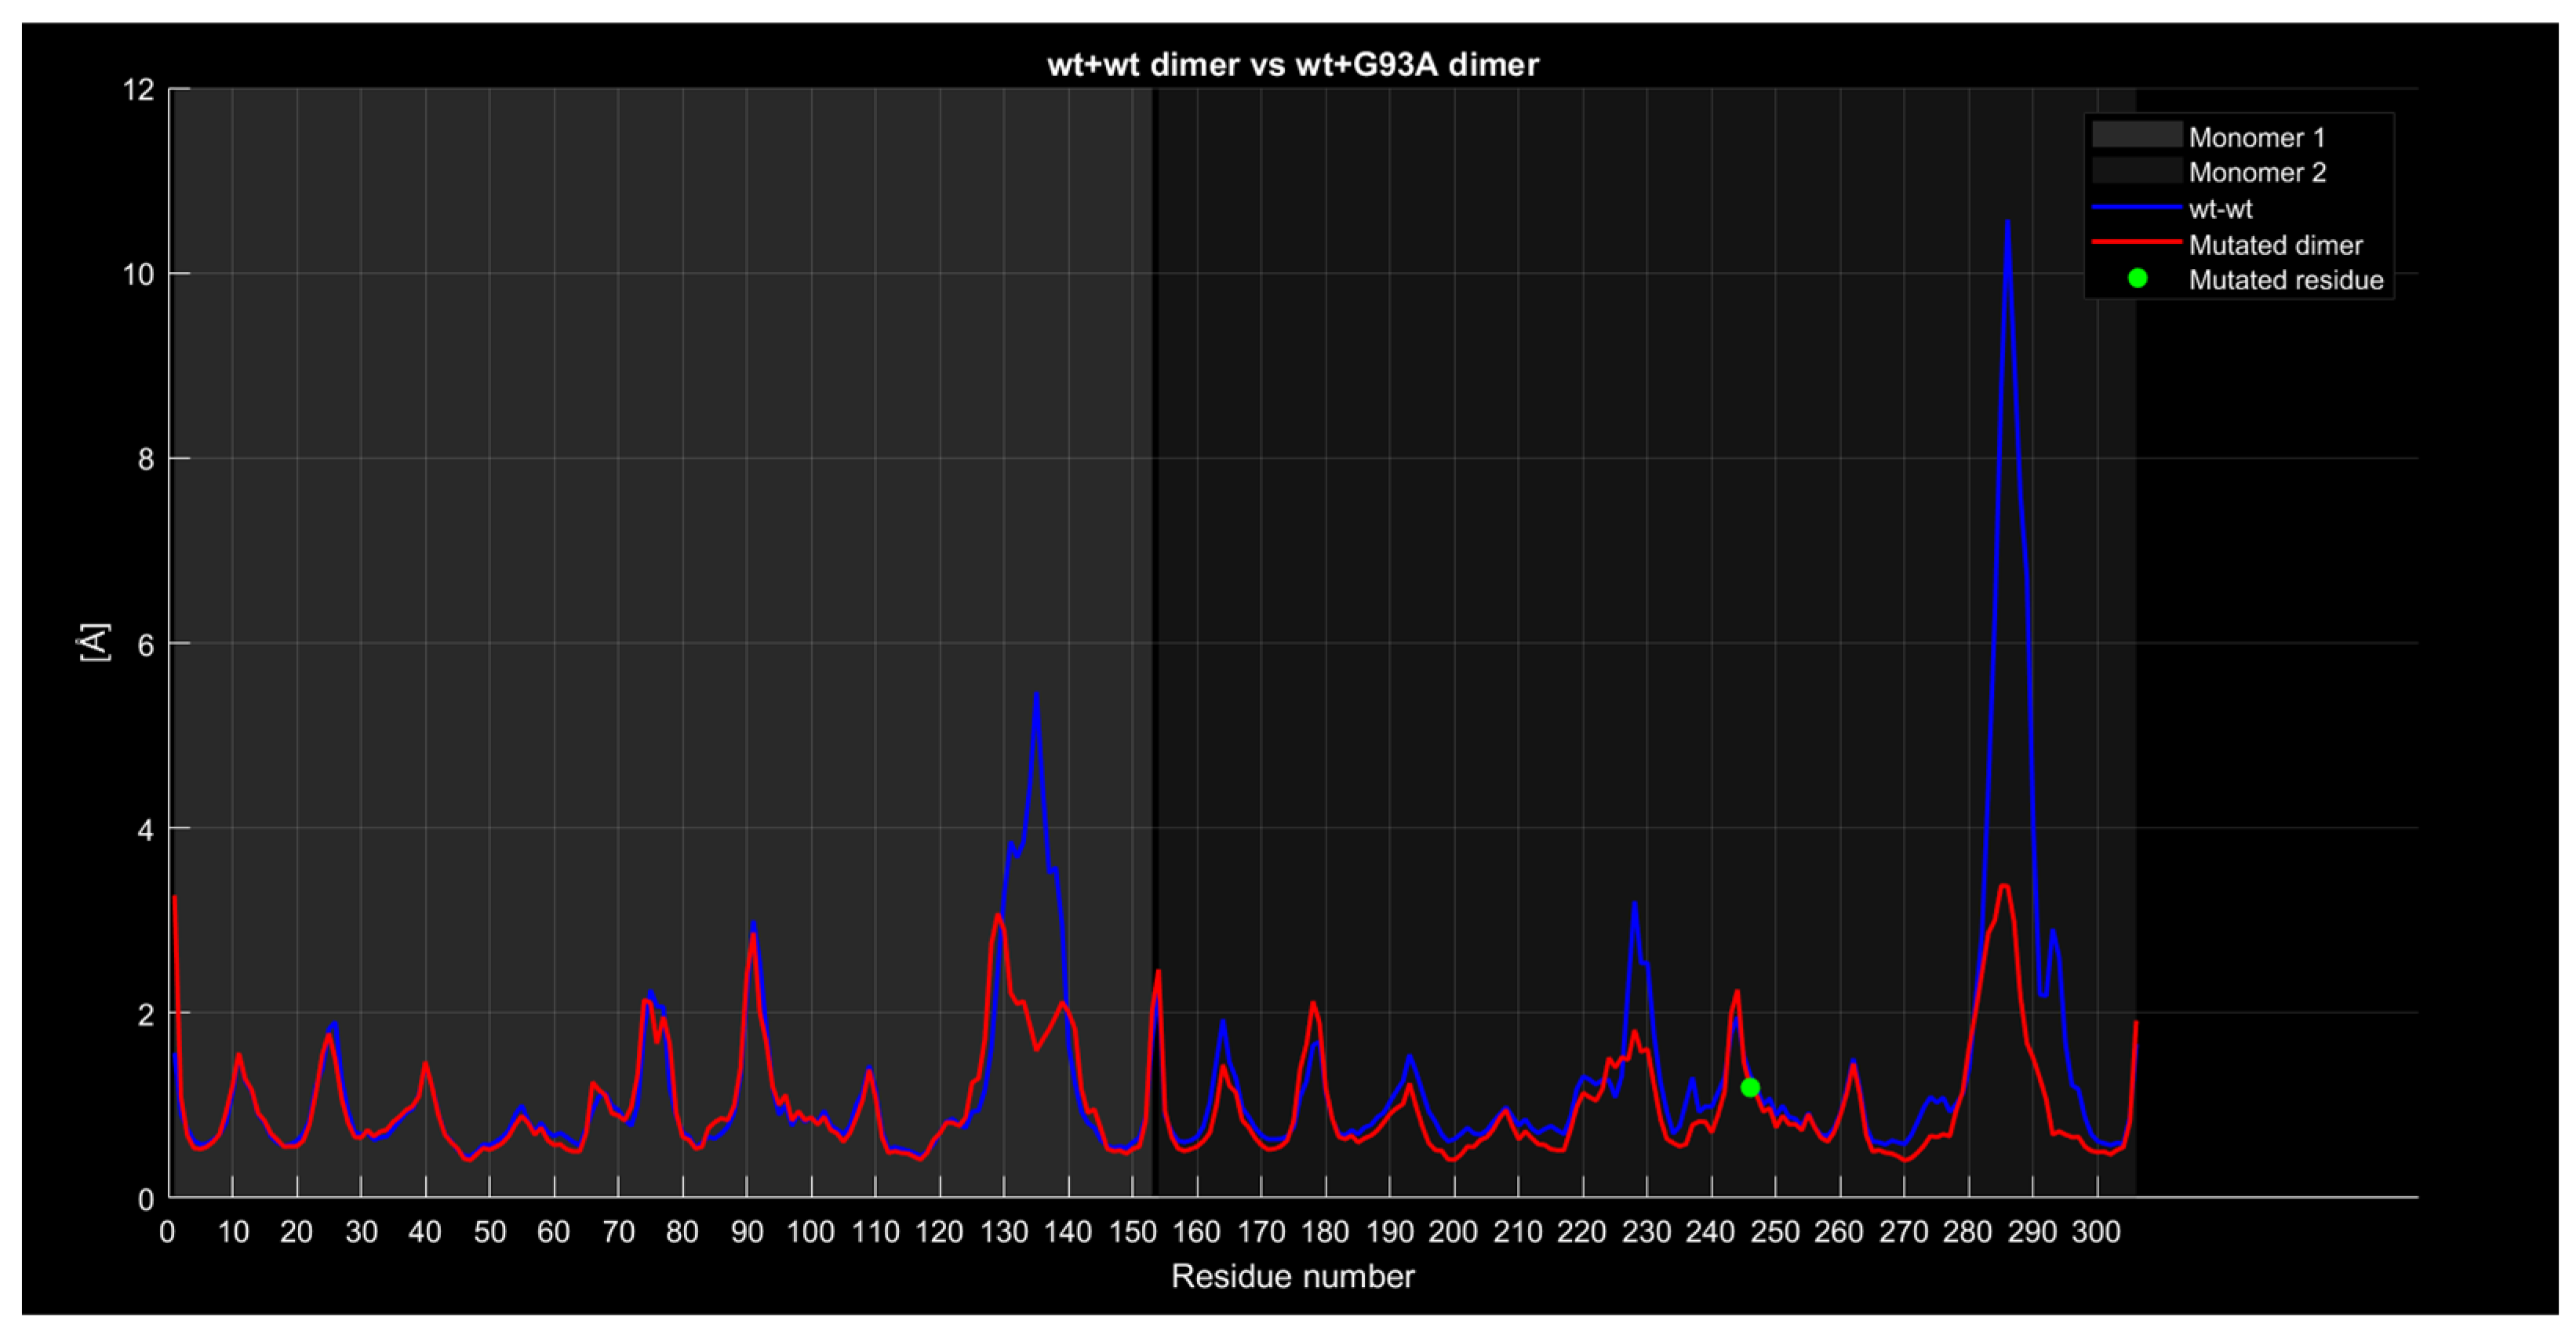 wt+wt dimer vs wt+G93A dimer
12
10
8
6
4
2
0
[Å]
Monomer 1
Monomer 2
wt-wt
Mutated dimer
Mutated residue
0 10 20 30 40 50 60 70 80 90 100 110 120 130 140 150 160 170 180 190 200 210 220 230 240 250 260 270 280 290 300
Residue number